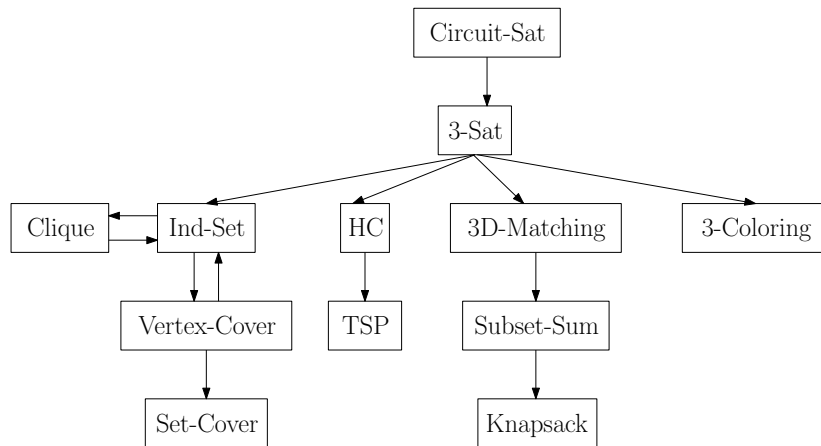 Circuit-Sat
3-Sat
Clique
Ind-Set
HC
3D-Matching
3-Coloring
Vertex-Cover
TSP
Subset-Sum
Set-Cover
Knapsack